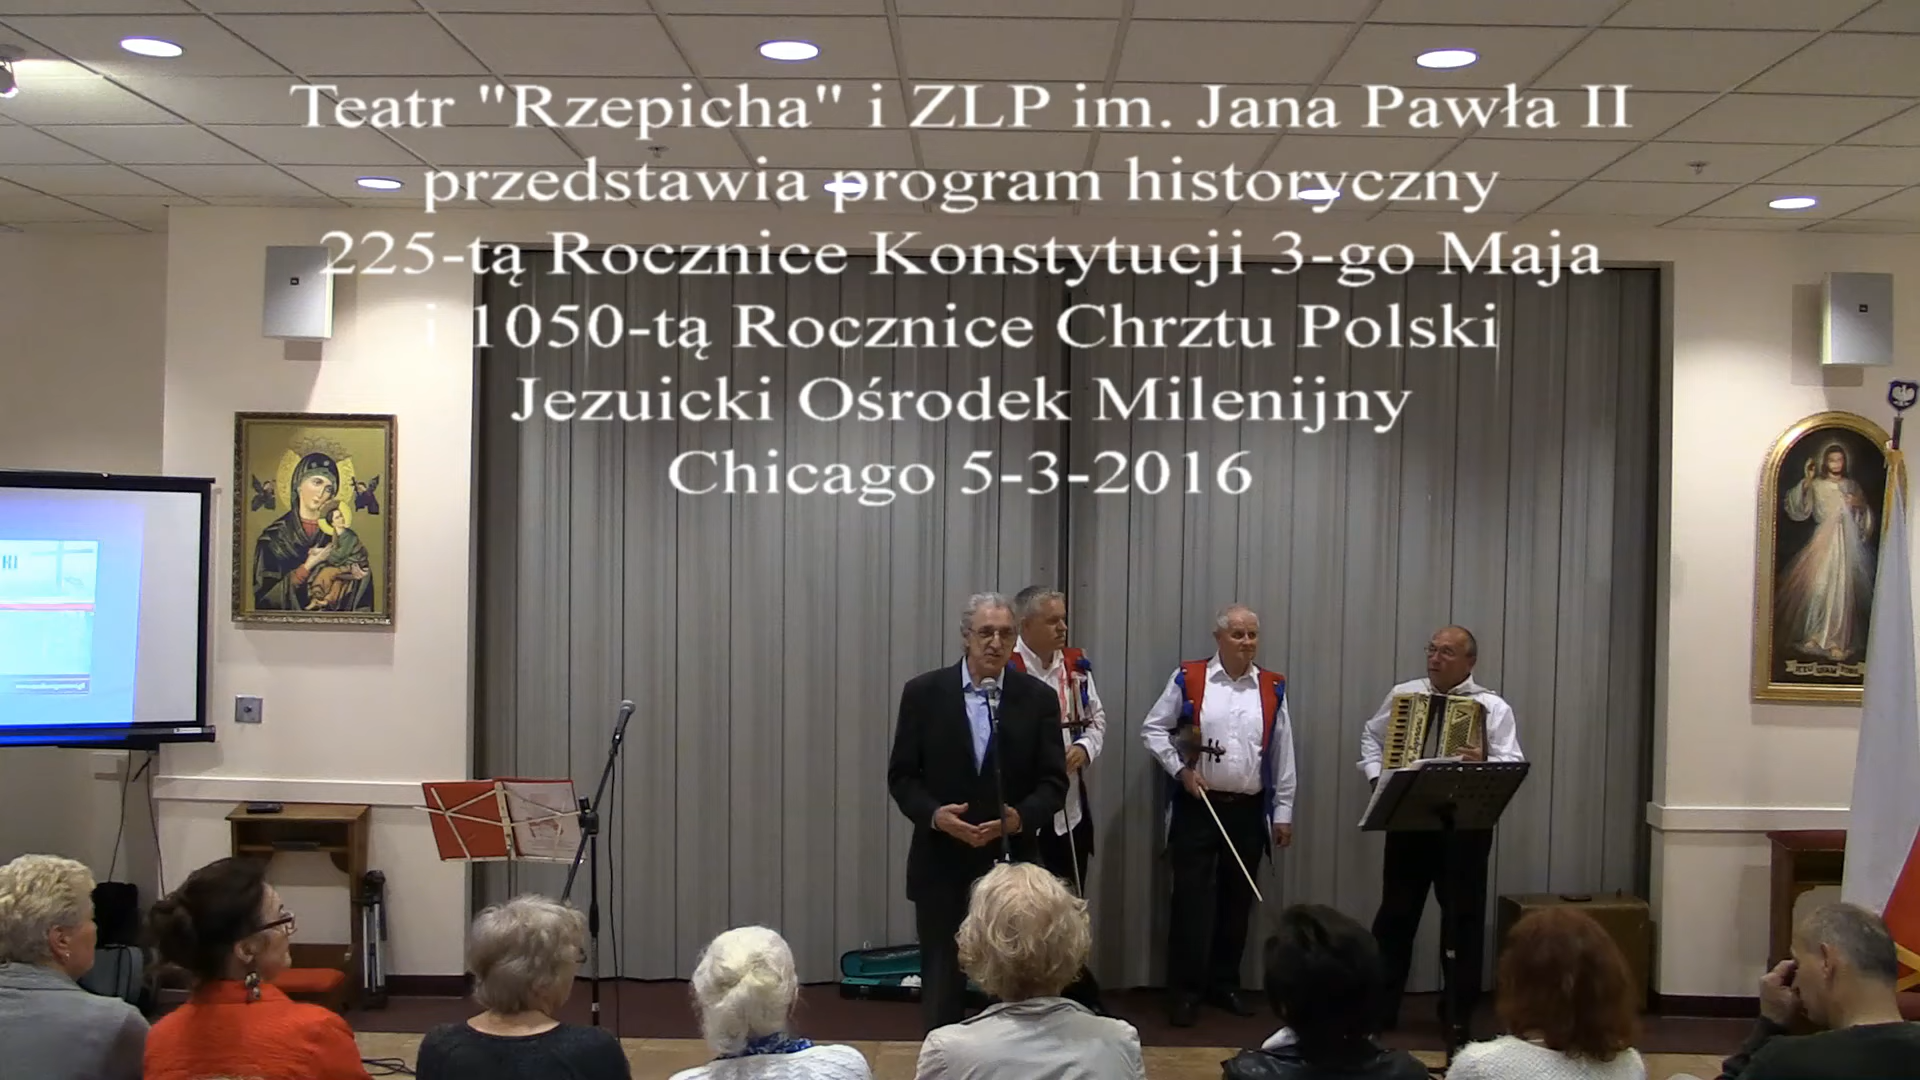 Teatr "Rzepicha" i ZLP im. Jana Pawła II
przedstawia program historyczny
225-tą Rocznice Konstytucji 3-go Maja
i 1050-tą Rocznice Chrztu Polski
Jezuicki Ośrodek Milenijny
Chicago 5-3-2016